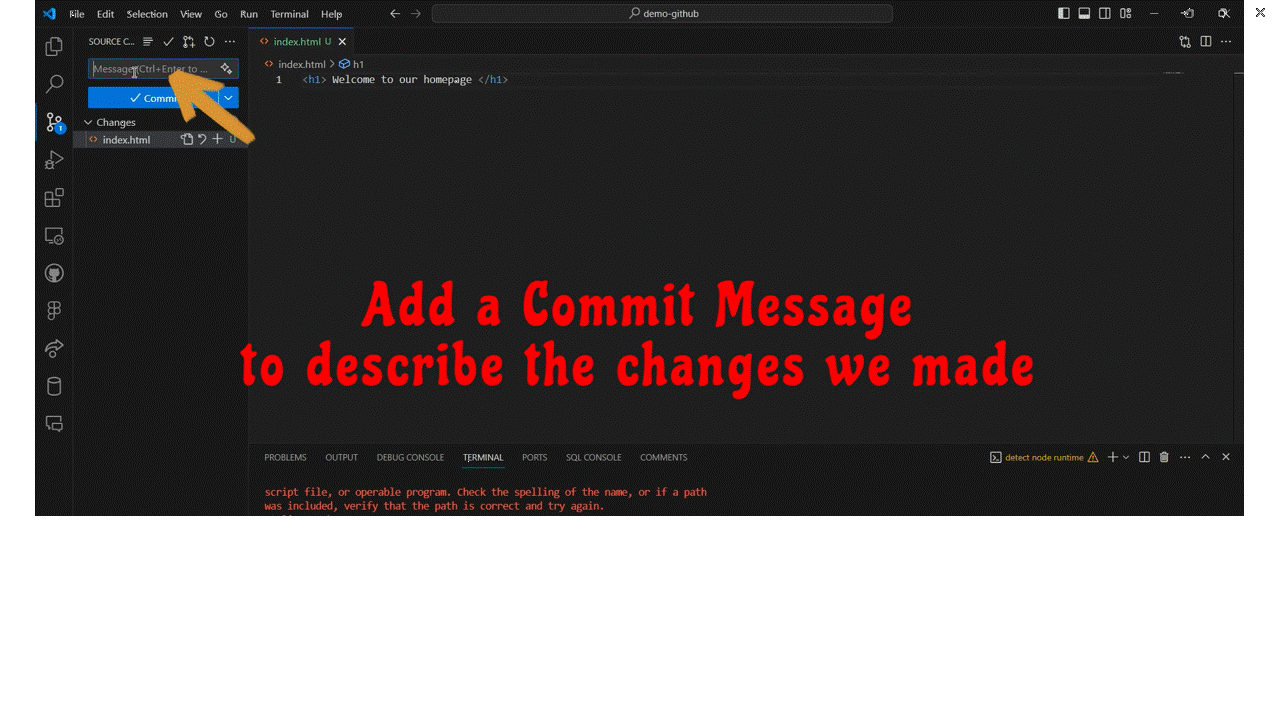 File Edit Selection View Go Run Terminal Help demo-github
SOURCE C... index.html U
Message Ctrl+Enter to ... index.html > h1
1 <h1> Welcome to our homepage </h1>
Commi
Changes
1
index.html U
Add a Commit Message
to describe the changes we made
PROBLEMS OUTPUT DEBUG CONSOLE TERMINAL PORTS SQL CONSOLE COMMENTS detect node runtime
script file, or operable program. Check the spelling of the name, or if a path
was included, verify that the path is correct and try again.